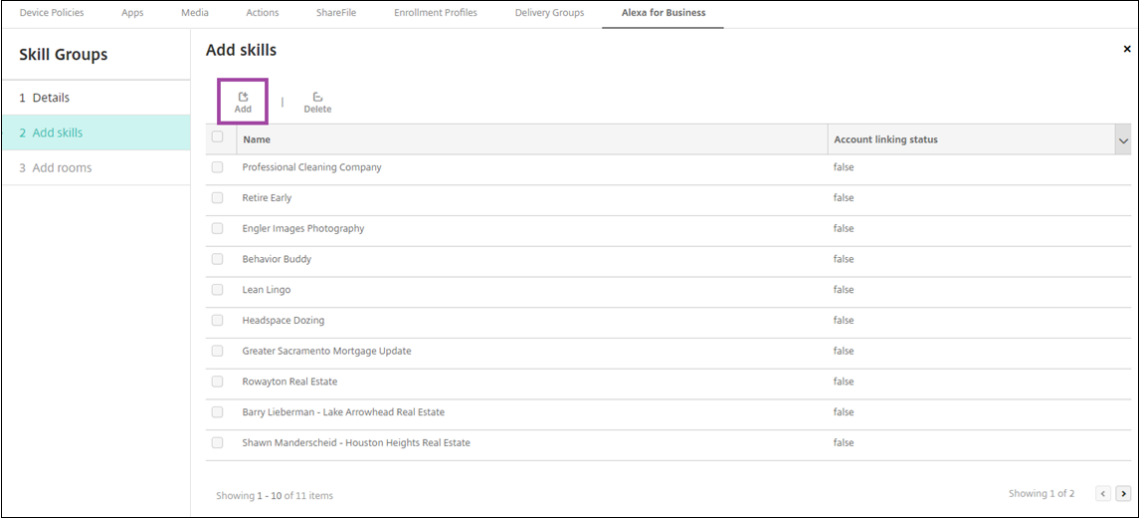 Device Policies Apps Media Actions ShareFile Enrollment Profiles Delivery Groups Alexa for Business
Skill Groups
1 Details
2 Add skills
3 Add rooms
Add skills
Add | Delete
Name Account linking status
Professional Cleaning Company false
Retire Early false
Engler Images Photography false
Behavior Buddy false
Lean Lingo false
Headspace Dozing false
Greater Sacramento Mortgage Update false
Rowayton Real Estate false
Barry Lieberman - Lake Arrowhead Real Estate false
Shawn Manderscheid - Houston Heights Real Estate false
Showing 1 - 10 of 11 items Showing 1 of 2